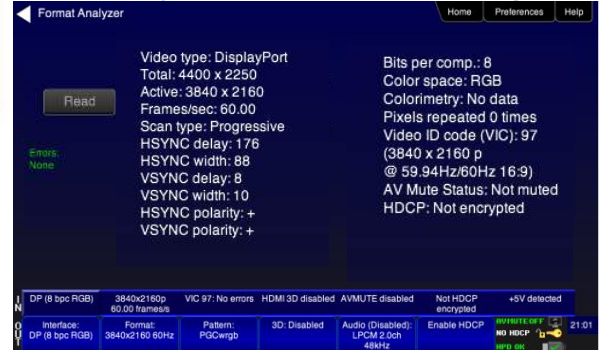 Format Analyzer
Home
Preferences
Help
Read
Errors:
None
Video type: DisplayPort
Total: 4400 x 2250
Active: 3840 x 2160
Frames/sec: 60.00
Scan type: Progressive
HSYNC delay: 176
HSYNC width: 88
VSYNC delay: 8
VSYNC width: 10
HSYNC polarity: +
VSYNC polarity: +
Bits per comp.: 8
Color space: RGB
Colorimetry: No data
Pixels repeated 0 times
Video ID code (VIC): 97
(3840 x 2160 p
@ 59.94Hz/60Hz 16:9)
AV Mute Status: Not muted
HDCP: Not encrypted
IN
DP (8 bpc RGB)
3840x2160p
60.00 frames/s
VIC 97: No errors
HDMI 3D disabled
AVMUTE disabled
Not HDCP
encrypted
+5V detected
OUT
Interface:
DP (8 bpc RGB)
Format:
3840x2160 60Hz
Pattern:
PGCwrgb
3D: Disabled
Audio (Disabled):
LPCM 2.0ch
48kHz
Enable HDCP
AVMUTE OFF
NO HDCP
HPD OK
21:01